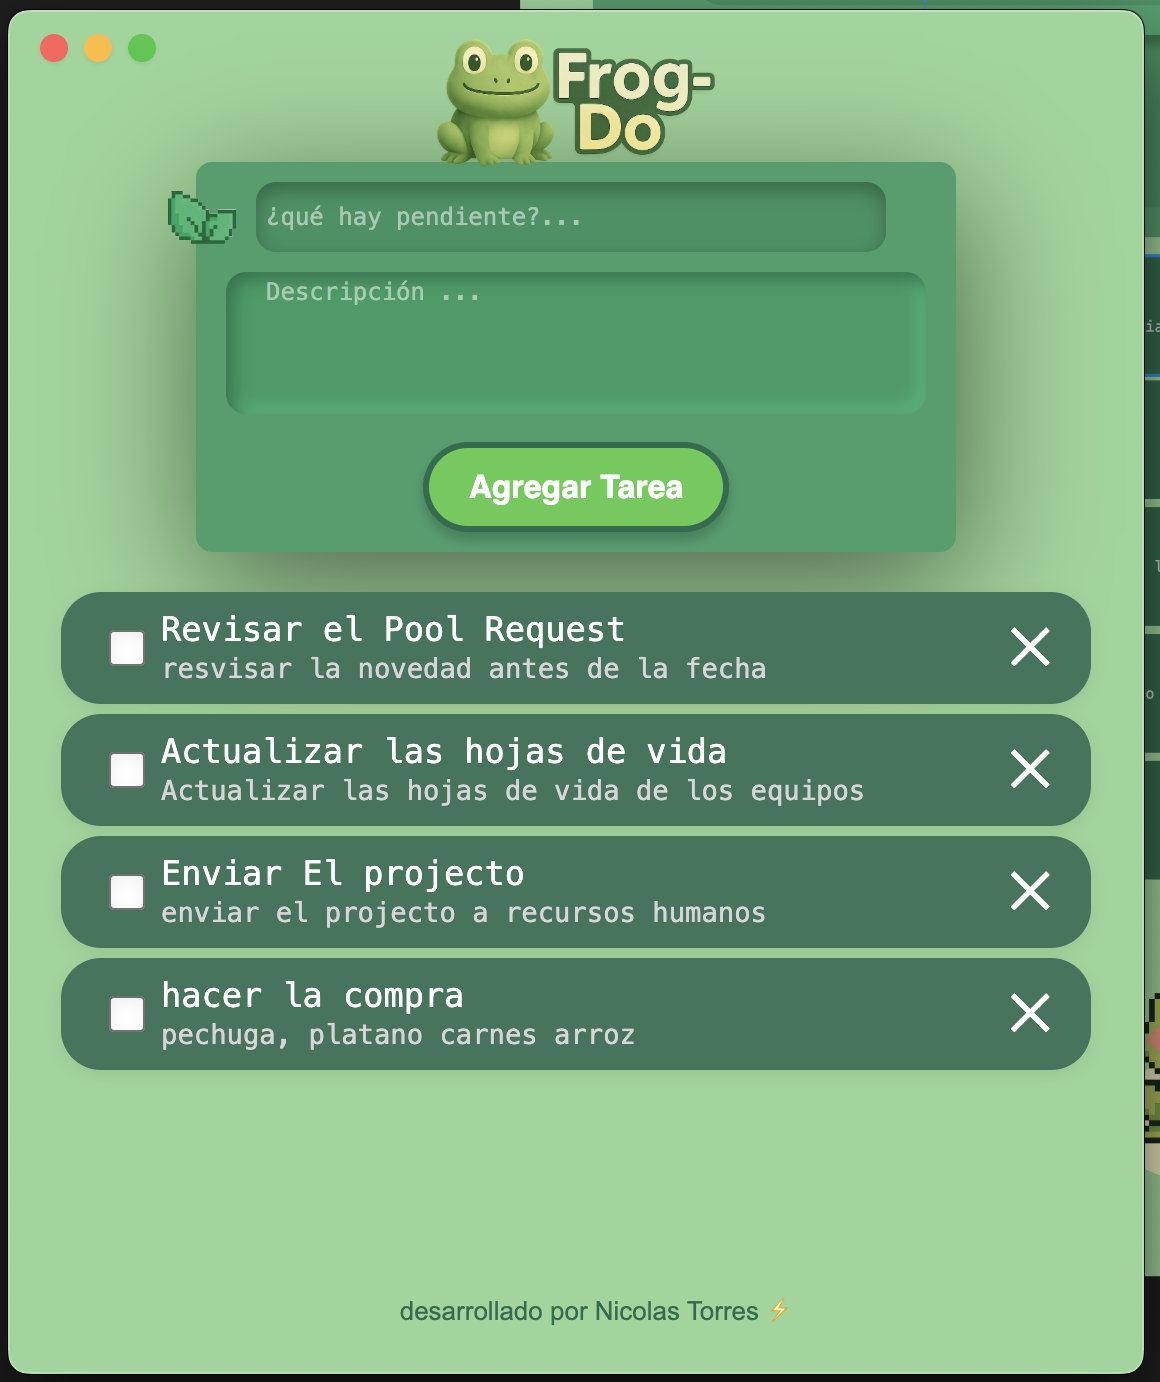 Frog-
Do
¿qué hay pendiente?...
Descripción ...
Agregar Tarea
Revisar el Pool Request
resvisar la novedad antes de la fecha
Actualizar las hojas de vida
Actualizar las hojas de vida de los equipos
Enviar El projecto
enviar el projecto a recursos humanos
hacer la compra
pechuga, platano carnes arroz
desarrollado por Nicolas Torres ⚡